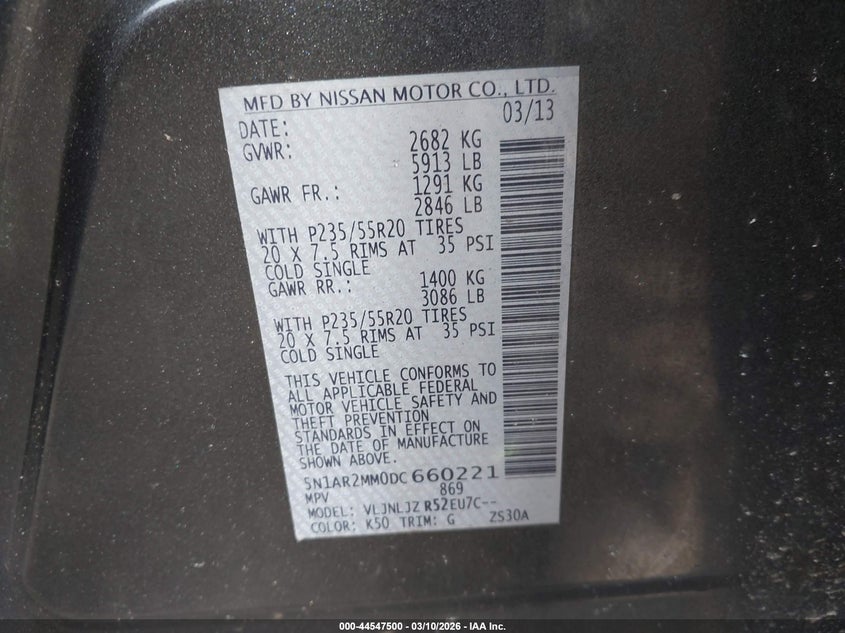 MFD BY NISSAN MOTOR CO., LTD.
DATE: 03/13
GVWR: 2682 KG
5913 LB
GAWR FR.: 1291 KG
2846 LB
WITH P235/55R20 TIRES
20 X 7.5 RIMS AT 35 PSI
COLD SINGLE
GAWR RR.: 1400 KG
3086 LB
WITH P235/55R20 TIRES
20 X 7.5 RIMS AT 35 PSI
COLD SINGLE
THIS VEHICLE CONFORMS TO
ALL APPLICABLE FEDERAL
MOTOR VEHICLE SAFETY AND
THEFT PREVENTION
STANDARDS IN EFFECT ON
THE DATE OF MANUFACTURE
SHOWN ABOVE.
5N1AR2MM0DC660221
MPV 869
MODEL: VLJNLJZ R52EU7C--
COLOR: K50 TRIM: G ZS30A
000-44547500 — 03/10/2026 — IAA Inc.